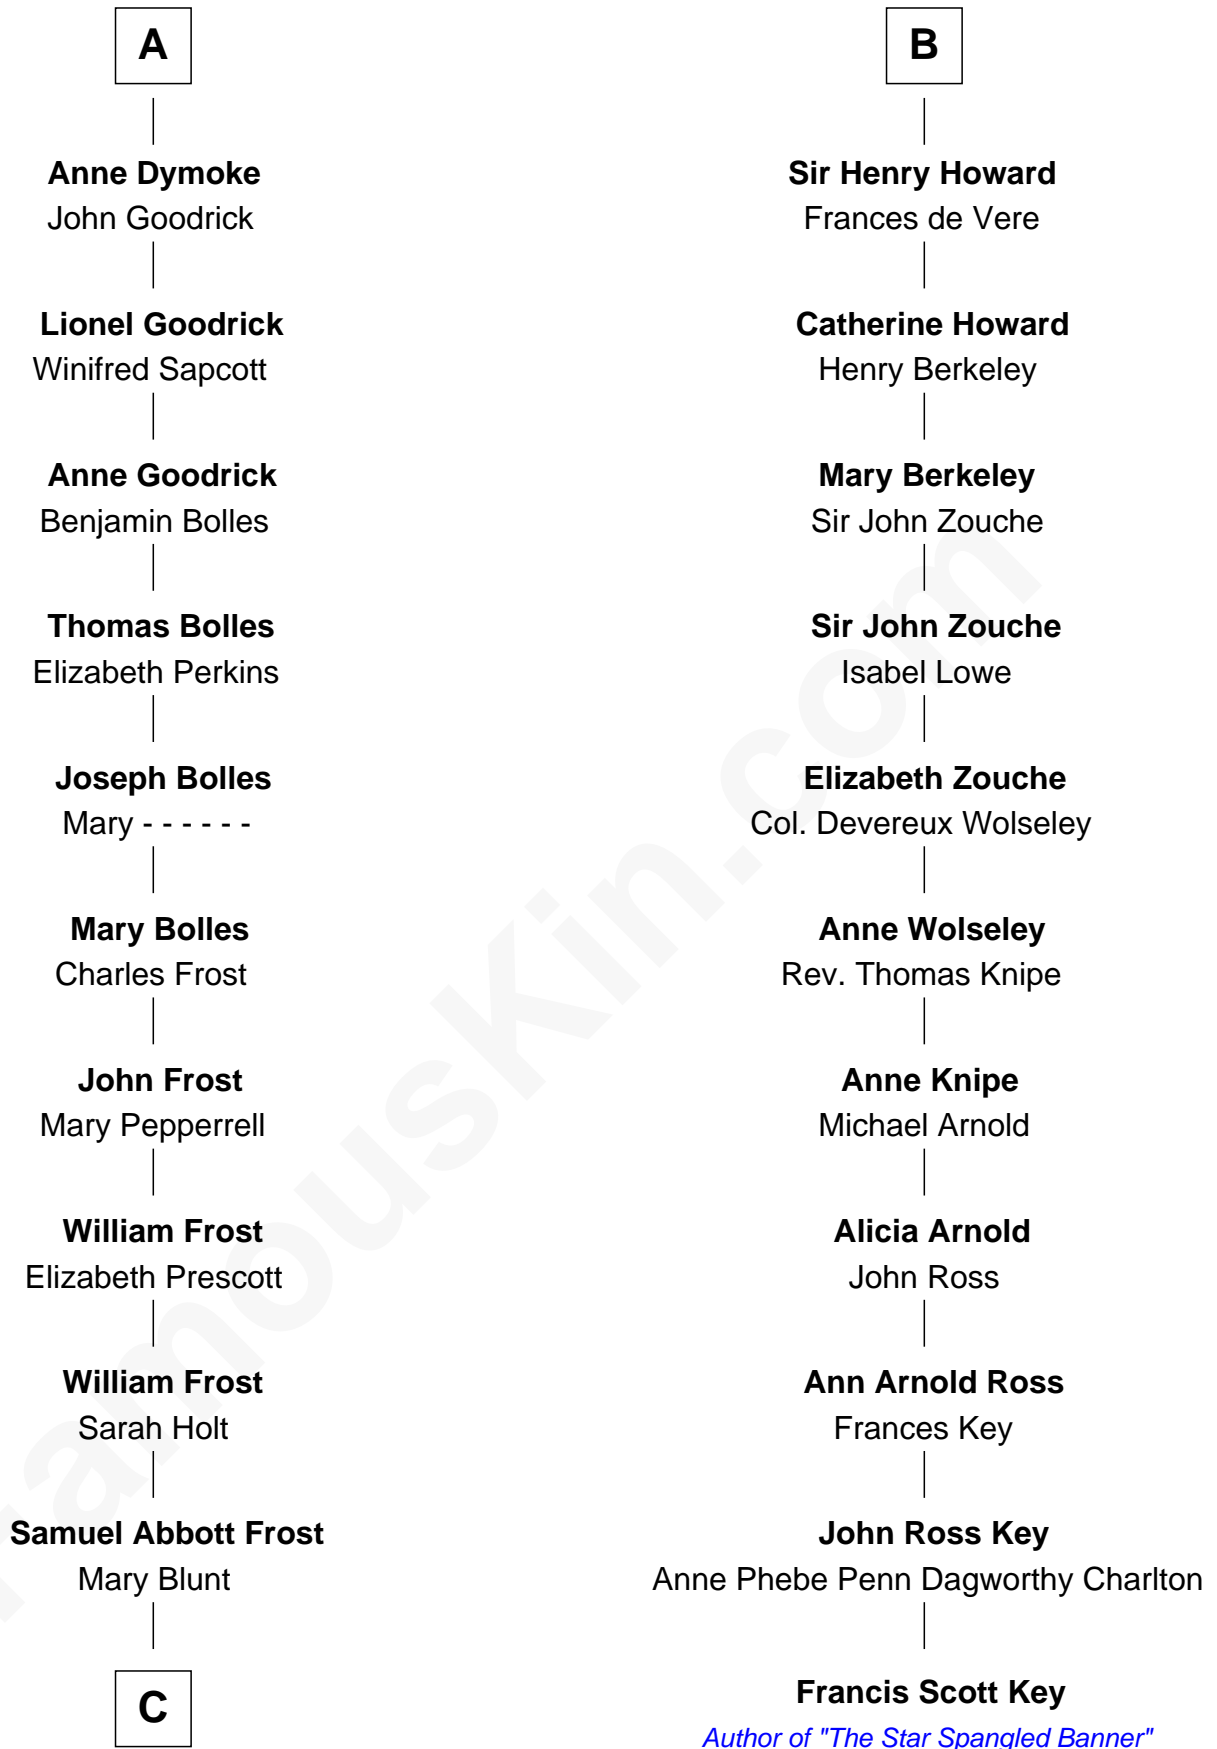 A
Anne Dymoke
John Goodrick
Lionel Goodrick
Winifred Sapcott
Anne Goodrick
Benjamin Bolles
Thomas Bolles
Elizabeth Perkins
Joseph Bolles
Mary - - - - - -
Mary Bolles
Charles Frost
John Frost
Mary Pepperrell
William Frost
Elizabeth Prescott
William Frost
Sarah Holt
Samuel Abbott Frost
Mary Blunt
C
B
Sir Henry Howard
Frances de Vere
Catherine Howard
Henry Berkeley
Mary Berkeley
Sir John Zouche
Sir John Zouche
Isabel Lowe
Elizabeth Zouche
Col. Devereux Wolseley
Anne Wolseley
Rev. Thomas Knipe
Anne Knipe
Michael Arnold
Alicia Arnold
John Ross
Ann Arnold Ross
Frances Key
John Ross Key
Anne Phebe Penn Dagworthy Charlton
Francis Scott Key
Author of "The Star Spangled Banner"
FamousKin.com